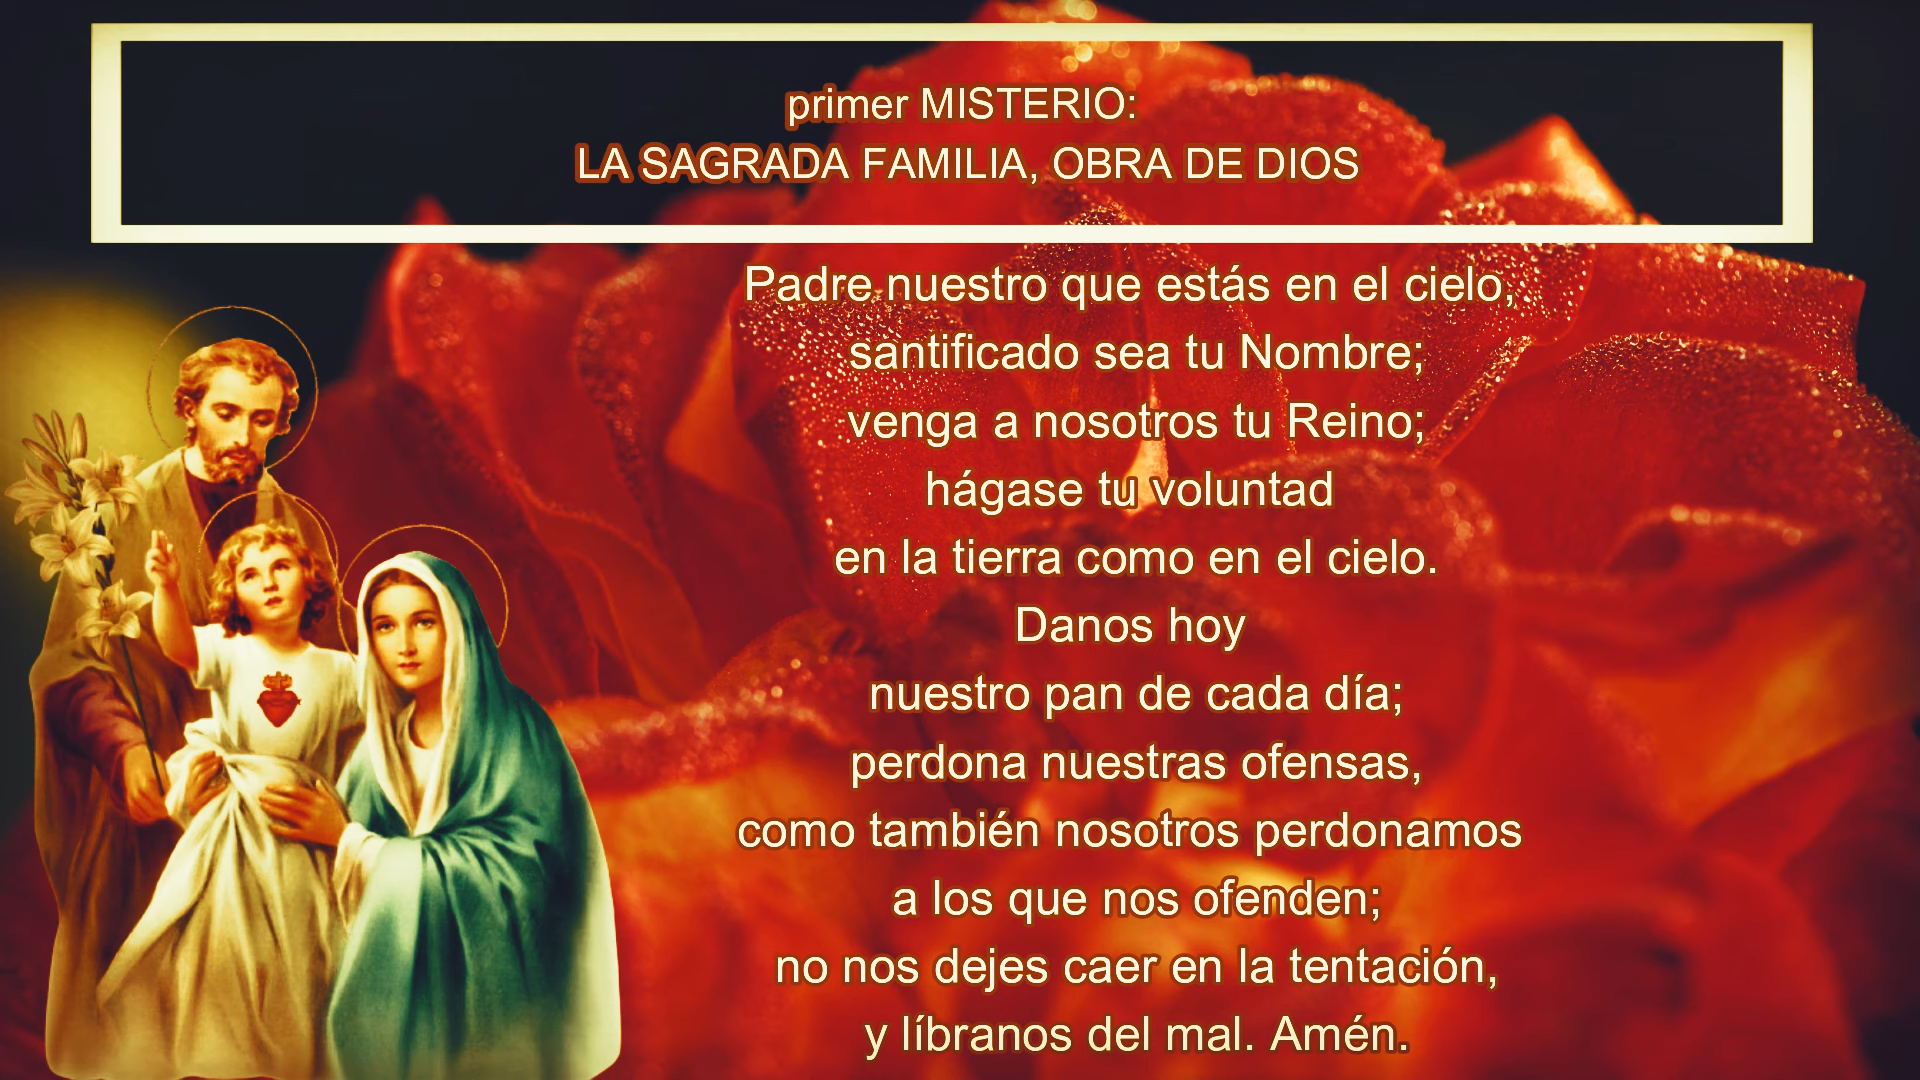 primer MISTERIO:
LA SAGRADA FAMILIA, OBRA DE DIOS
Padre nuestro que estás en el cielo,
santificado sea tu Nombre;
venga a nosotros tu Reino;
hágase tu voluntad
en la tierra como en el cielo.
Danos hoy
nuestro pan de cada día;
perdona nuestras ofensas,
como también nosotros perdonamos
a los que nos ofenden;
no nos dejes caer en la tentación,
y líbranos del mal. Amén.